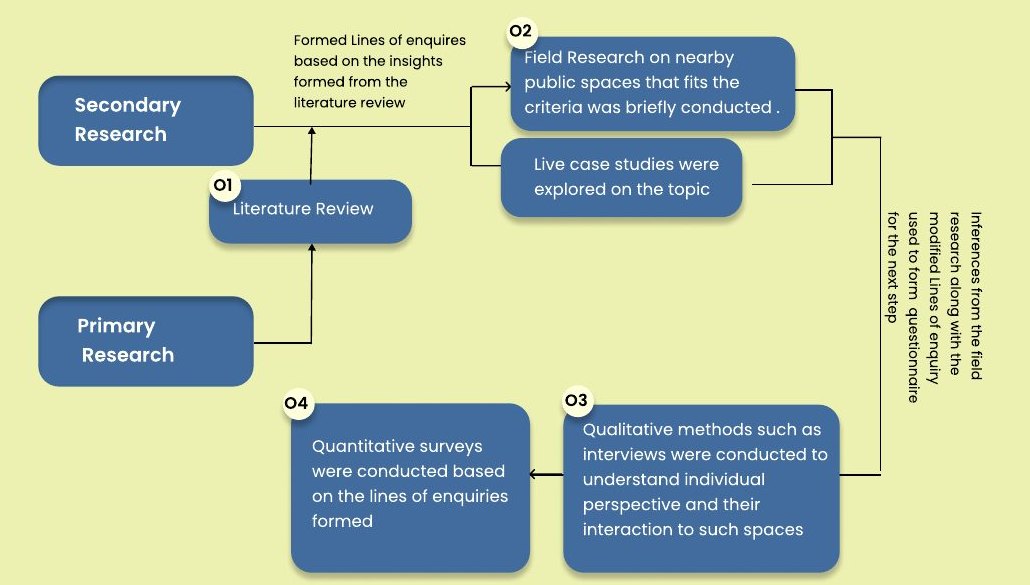 Formed Lines of enquires
based on the insights
formed from the
literature review
Secondary
Research
O1
Literature Review
O2
Field Research on nearby
public spaces that fits the
criteria was briefly conducted .
Live case studies were
explored on the topic
Inferences from the field
research along with the
modified Lines of enquiry
used to form questionnaire
for the next step
Primary
Research
O3
Qualitative methods such as
interviews were conducted to
understand individual
perspective and their
interaction to such spaces
O4
Quantitative surveys
were conducted based
on the lines of enquiries
formed